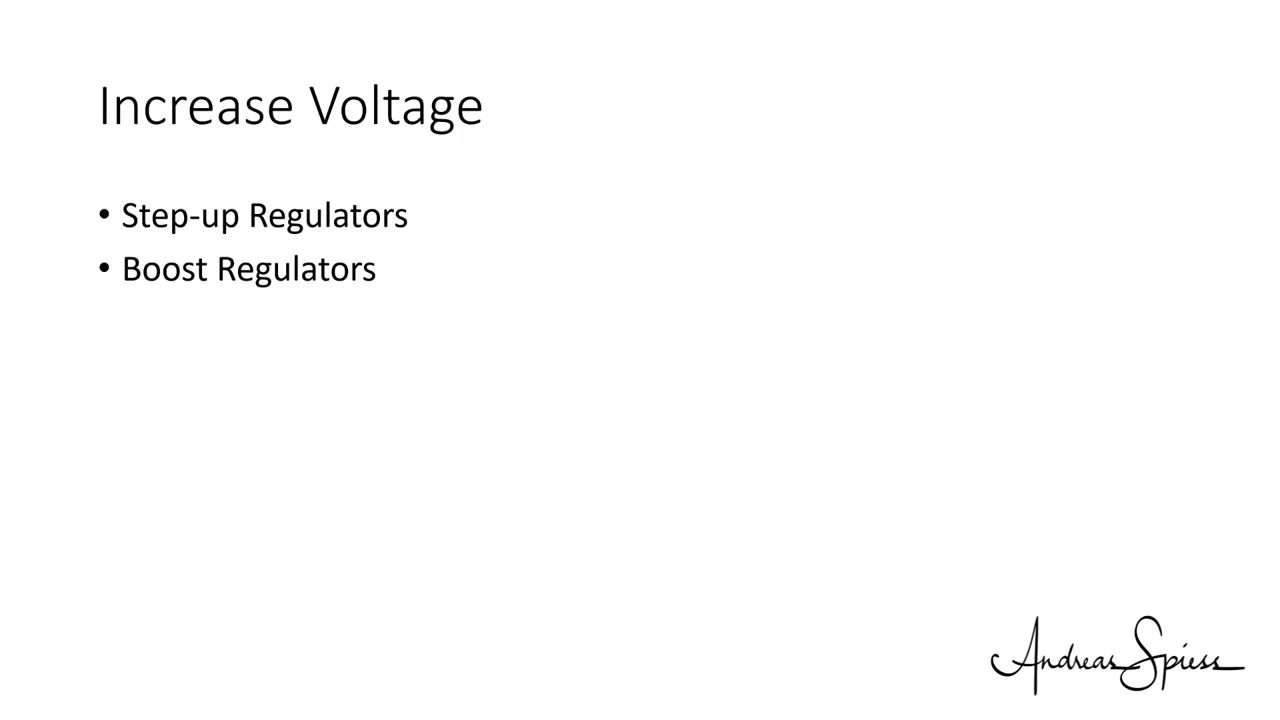 Increase Voltage
• Step-up Regulators
• Boost Regulators
Andreas Spiess